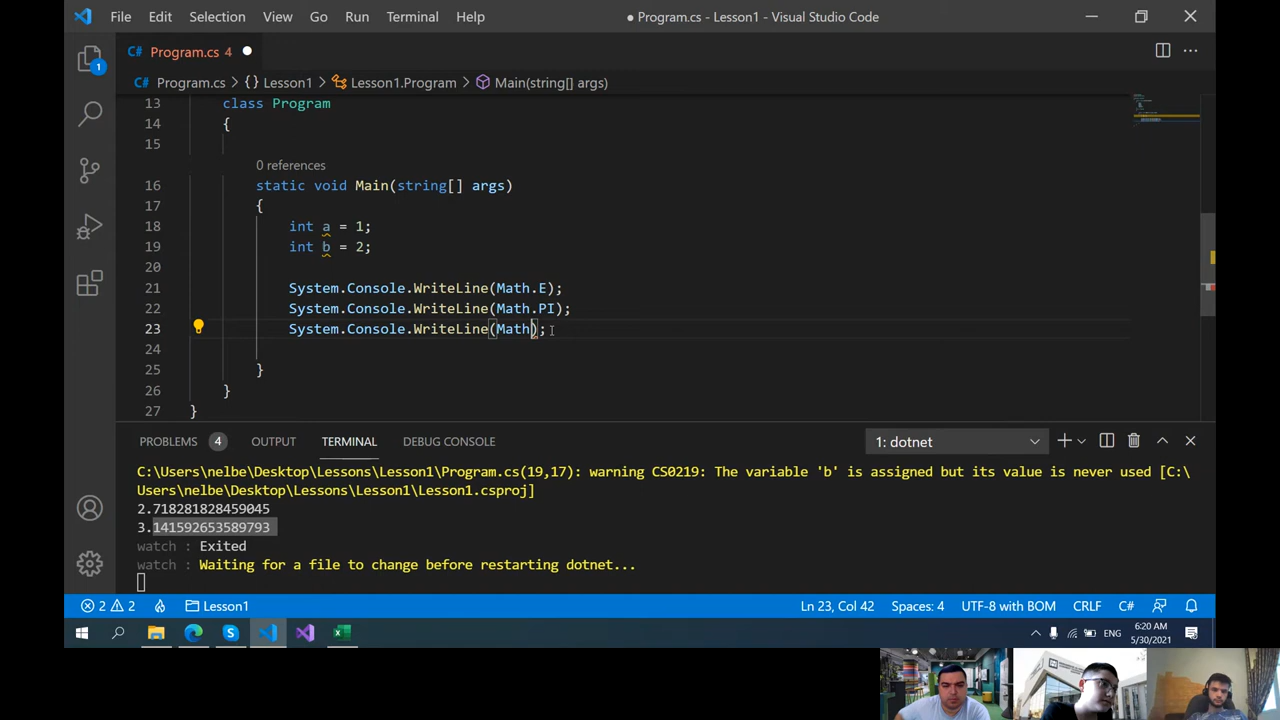 File Edit Selection View Go Run Terminal Help
● Program.cs - Lesson1 - Visual Studio Code
C# Program.cs 4
1
C# Program.cs > {} Lesson1 > Lesson1.Program > Main(string[] args)
13 class Program
14 {
15
0 references
16 static void Main(string[] args)
17 {
18 int a = 1;
19 int b = 2;
20
21 System.Console.WriteLine(Math.E);
22 System.Console.WriteLine(Math.PI);
23 System.Console.WriteLine(Math);
24
25 }
26 }
27 }
PROBLEMS 4 OUTPUT TERMINAL DEBUG CONSOLE 1: dotnet
C:\Users\nelbe\Desktop\Lessons\Lesson1\Program.cs(19,17): warning CS0219: The variable 'b' is assigned but its value is never used [C:\
Users\nelbe\Desktop\Lessons\Lesson1\Lesson1.csproj]
2.718281828459045
3.141592653589793
watch : Exited
watch : Waiting for a file to change before restarting dotnet...
2 2 Lesson1 Ln 23, Col 42 Spaces: 4 UTF-8 with BOM CRLF C#
ENG
6:20 AM
5/30/2021